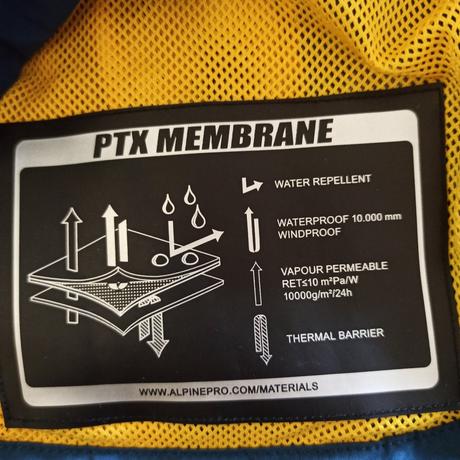 PTX MEMBRANE
WATER REPELLENT
WATERPROOF 10.000 mm
WINDPROOF
VAPOUR PERMEABLE
RET≤10 m²Pa/W
10000g/m²/24h
THERMAL BARRIER
WWW.ALPINEPRO.COM/MATERIALS